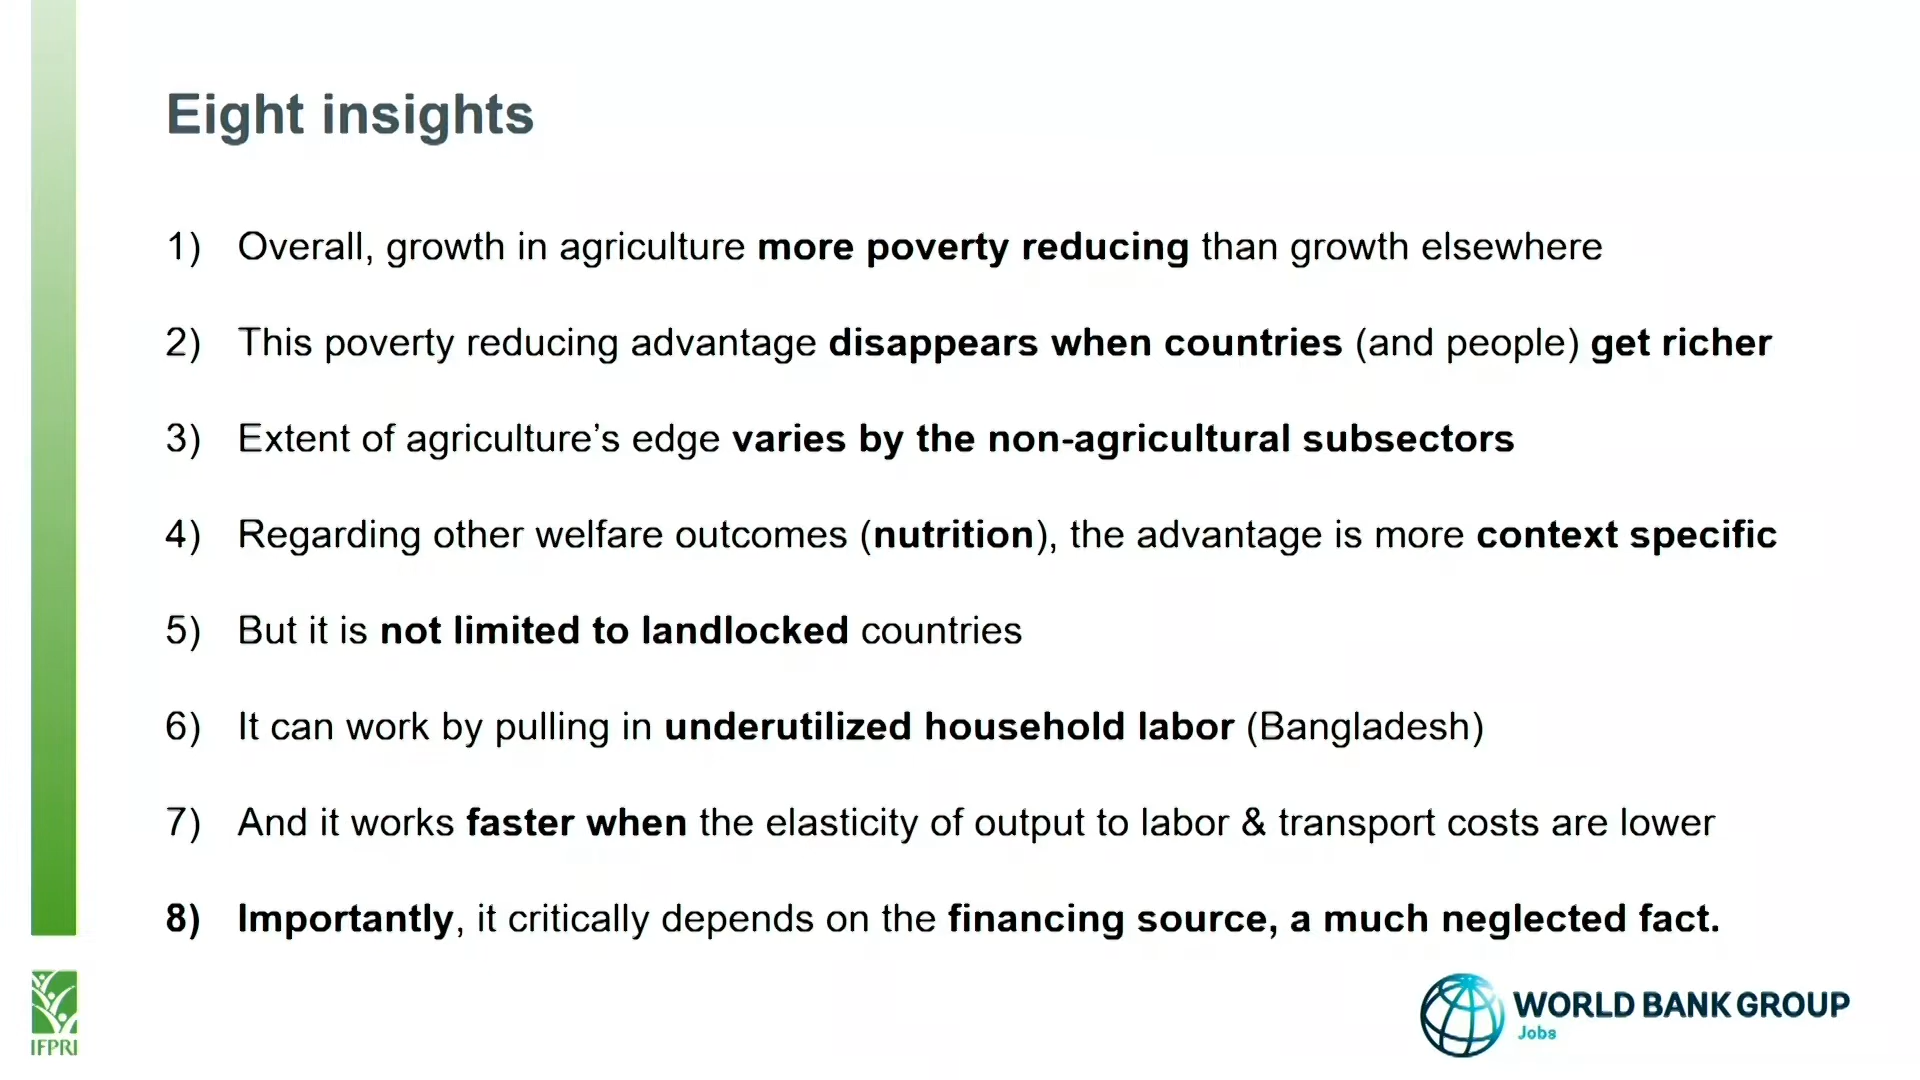 Eight insights
1) Overall, growth in agriculture more poverty reducing than growth elsewhere
2) This poverty reducing advantage disappears when countries (and people) get richer
3) Extent of agriculture’s edge varies by the non-agricultural subsectors
4) Regarding other welfare outcomes (nutrition), the advantage is more context specific
5) But it is not limited to landlocked countries
6) It can work by pulling in underutilized household labor (Bangladesh)
7) And it works faster when the elasticity of output to labor & transport costs are lower
8) Importantly, it critically depends on the financing source, a much neglected fact.
IFPRI
WORLD BANK GROUP
Jobs